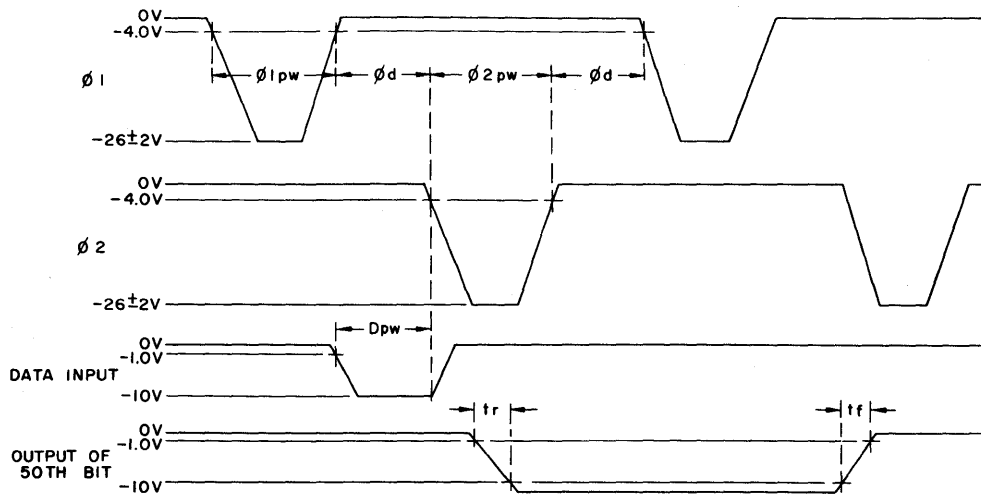 0V
-4.0V
Ø1pw Ød Ø2pw Ød
Ø1
-26±2V
0V
-4.0V
Ø2
-26±2V
Dpw
0V
-1.0V
DATA INPUT
-10V
tr tf
0V
-1.0V
OUTPUT OF
50TH BIT
-10V